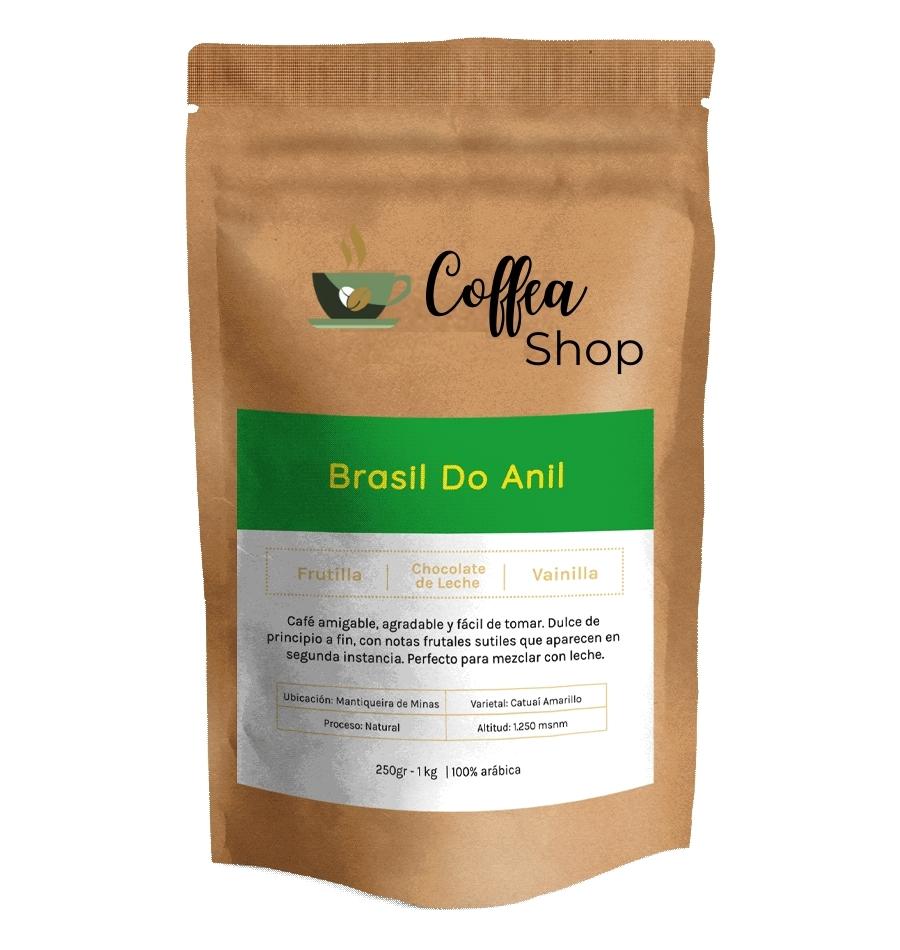 Coffea
Shop
Brasil Do Anil
Frutilla
Chocolate
de Leche
Vainilla
Café amigable, agradable y fácil de tomar. Dulce de
principio a fin, con notas frutales sutiles que aparecen en
segunda instancia. Perfecto para mezclar con leche.
Ubicación: Mantiqueira de Minas
Varietal: Catuaí Amarillo
Proceso: Natural
Altitud: 1.250 msnm
250gr - 1 kg | 100% arábica